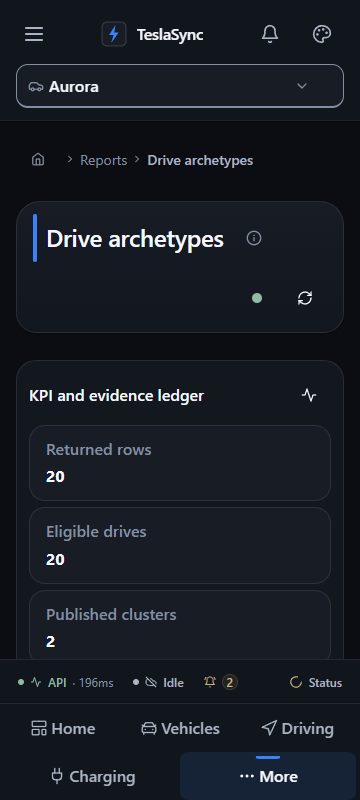 TeslaSync
Aurora
Reports > Drive archetypes
Drive archetypes
KPI and evidence ledger
Returned rows
20
Eligible drives
20
Published clusters
2
API · 196ms Idle 2 Status
Home Vehicles Driving
Charging More